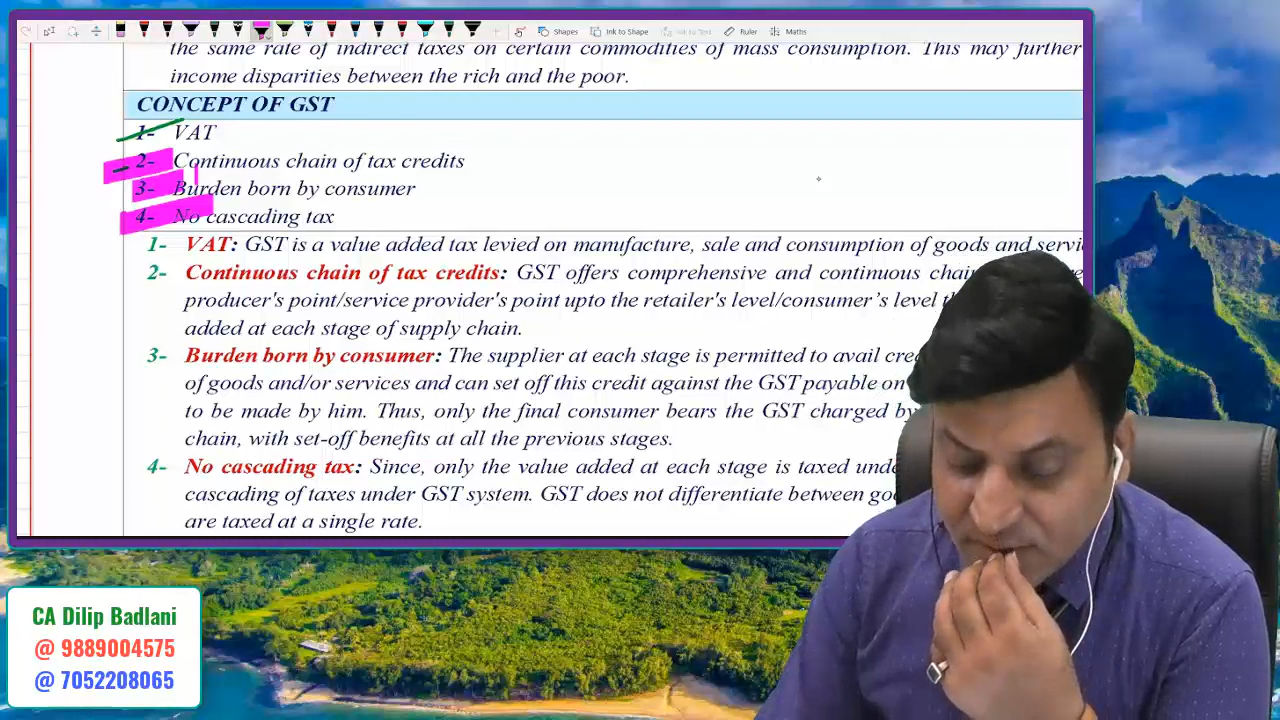 Shapes Ink to Shape Ink to Text Ruler Maths
the same rate of indirect taxes on certain commodities of mass consumption. This may further
income disparities between the rich and the poor.
CONCEPT OF GST
1- VAT
2- Continuous chain of tax credits
3- Burden born by consumer
4- No cascading tax
1- VAT: GST is a value added tax levied on manufacture, sale and consumption of goods and
2- Continuous chain of tax credits: GST offers comprehensive and continuous
producer's point/service provider's point upto the retailer's level/consumer's level
added at each stage of supply chain.
3- Burden born by consumer: The supplier at each stage is permitted to avail
of goods and/or services and can set off this credit against the GST payable on
to be made by him. Thus, only the final consumer bears the GST charged by
chain, with set-off benefits at all the previous stages.
4- No cascading tax: Since, only the value added at each stage is taxed
cascading of taxes under GST system. GST does not differentiate between
are taxed at a single rate.
CA Dilip Badlani
@ 9889004575
@ 7052208065